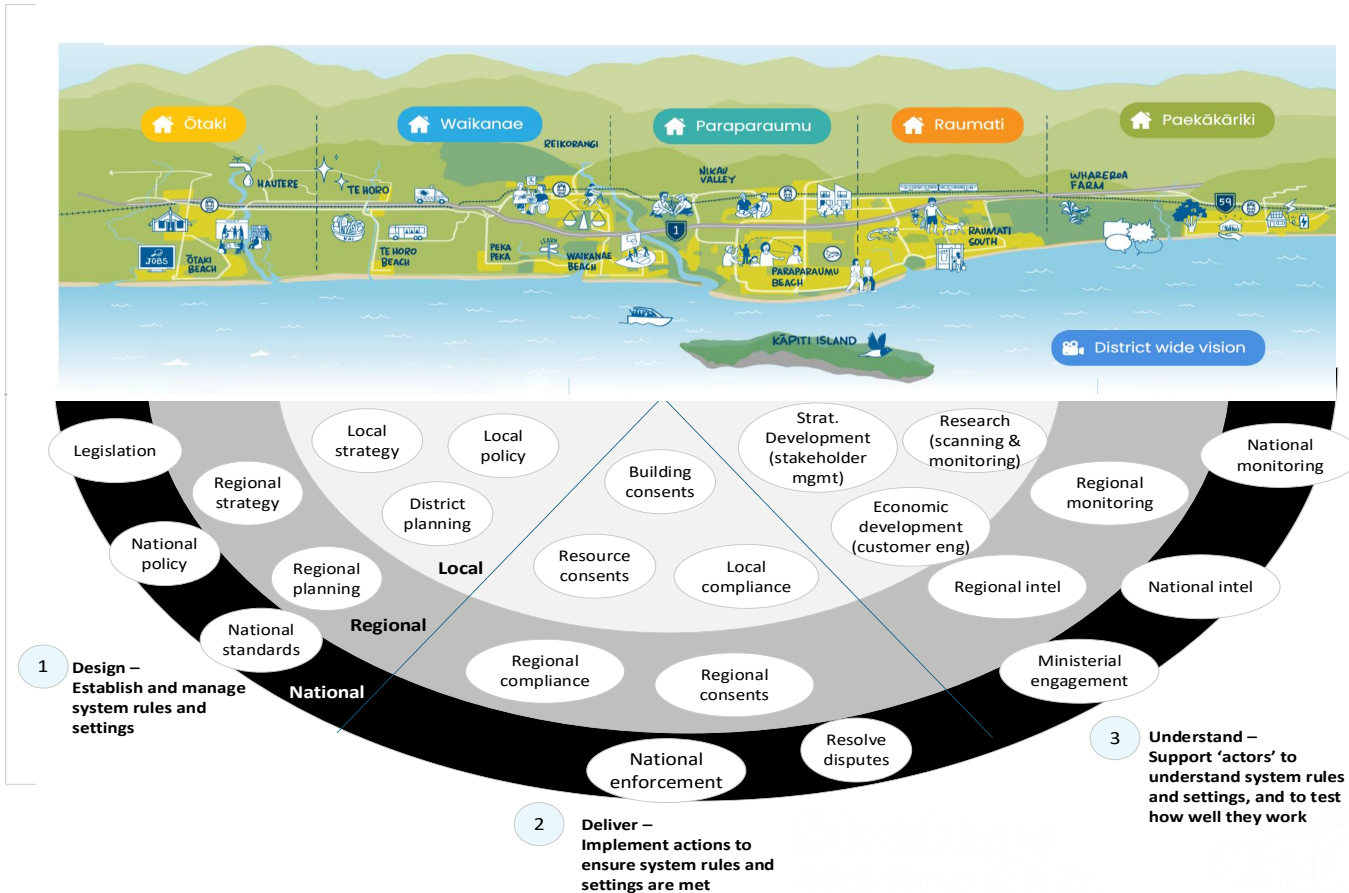 Ōtaki
Waikanae
Paraparaumu
Raumati
Paekākāriki
REIKORANGI
HAUTERE
TE HORO
NIKAU
VALLEY
WHAREROA
FARM
59
1
KAI
JOBS
ŌTAKI
BEACH
TE HORO
BEACH
PEKA
PEKA
LEARN
WAIKANAE
BEACH
PARAPARAUMU
BEACH
RAUMATI
SOUTH
KĀPITI ISLAND
District wide vision
Legislation
Local
strategy
Local
policy
Building
consents
Strat.
Development
(stakeholder
mgmt)
Research
(scanning &
monitoring)
National
monitoring
Regional
strategy
District
planning
Economic
development
(customer eng)
Regional
monitoring
National
policy
Regional
planning
Local
Resource
consents
Local
compliance
Regional intel
National intel
National
standards
Regional
National
Regional
compliance
Regional
consents
Ministerial
engagement
National
enforcement
Resolve
disputes
1
Design –
Establish and manage
system rules and
settings
2
Deliver –
Implement actions to
ensure system rules and
settings are met
3
Understand –
Support ‘actors’ to
understand system rules
and settings, and to test
how well they work